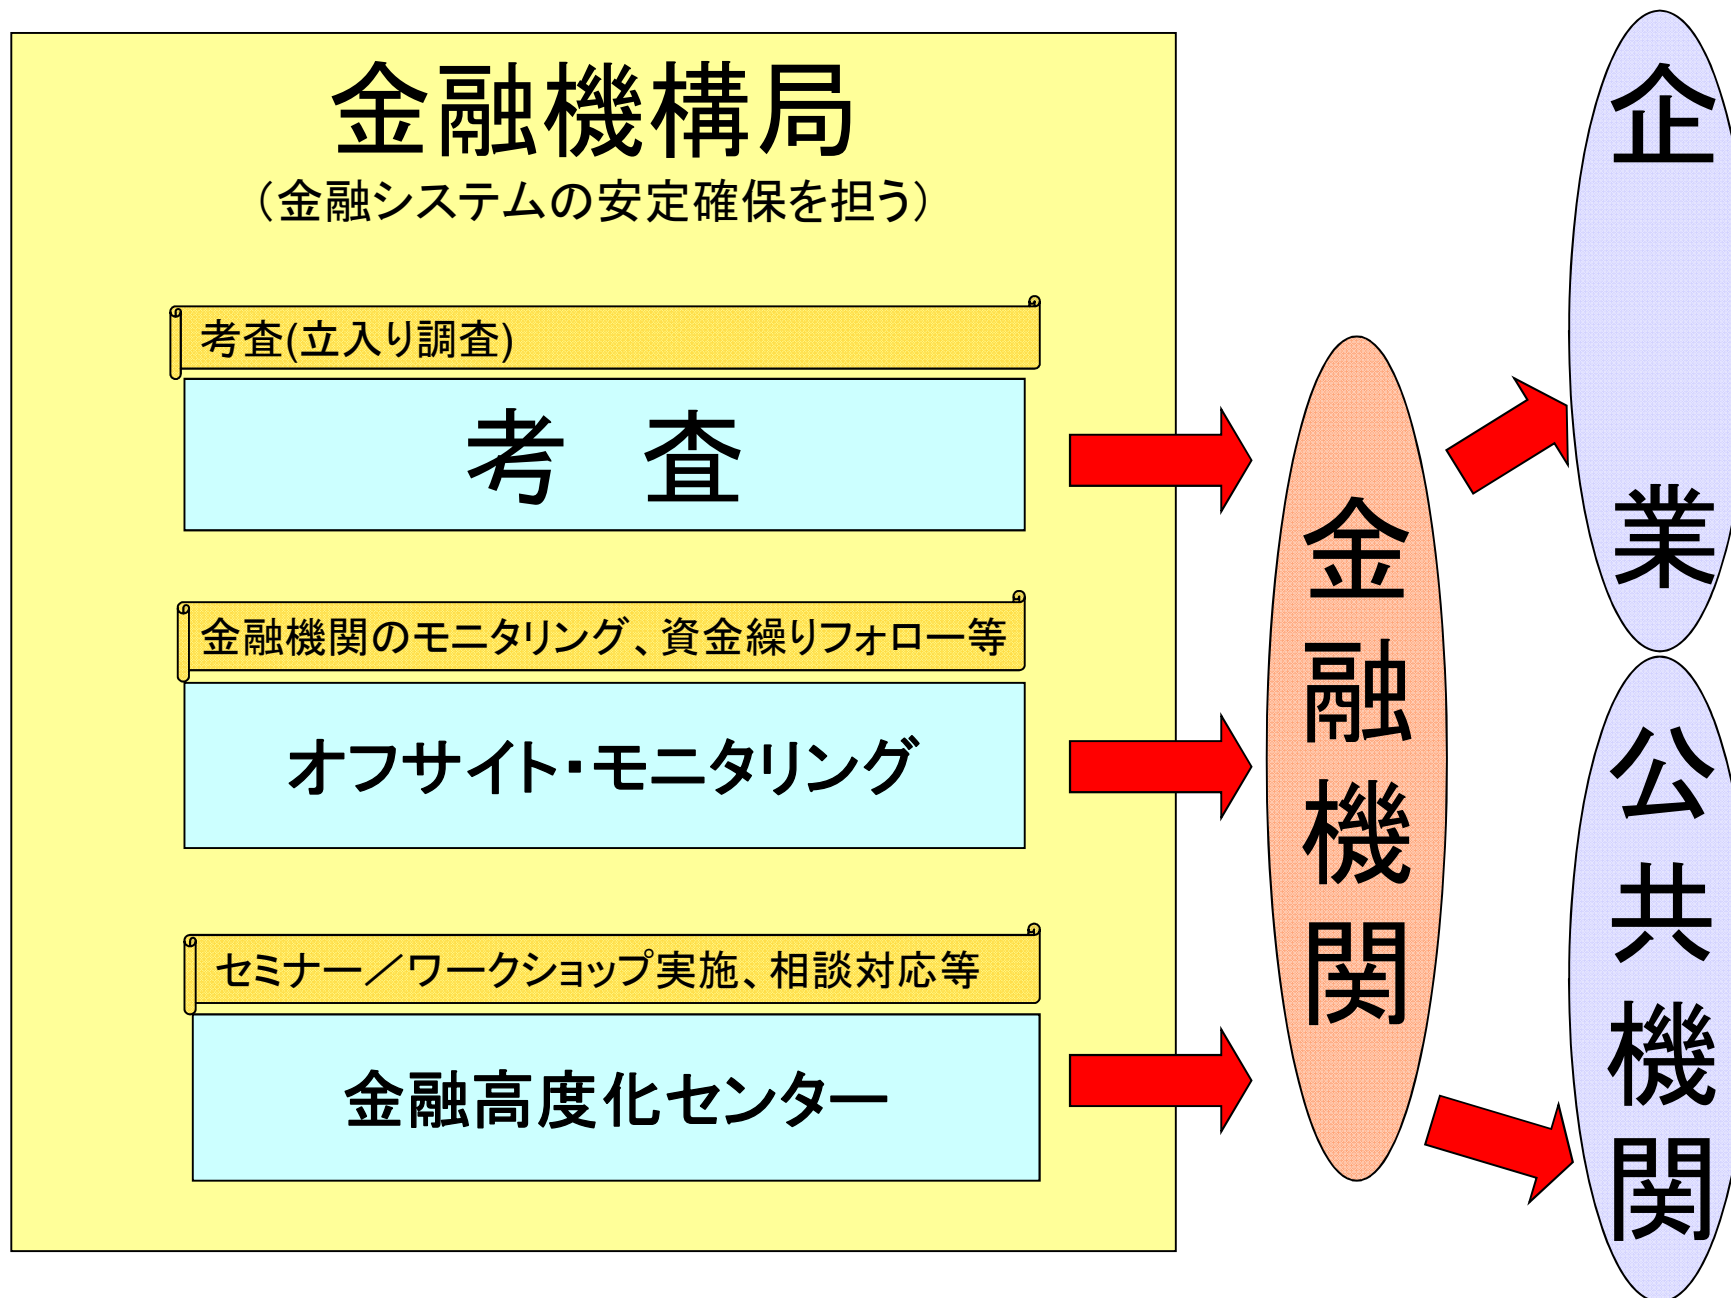 金融機構局
（金融システムの安定確保を担う）
考査(立入り調査)
考　査
金融機関のモニタリング、資金繰りフォロー等
オフサイト・モニタリング
セミナー／ワークショップ実施、相談対応等
金融高度化センター
金融機関
企　業
公共機関